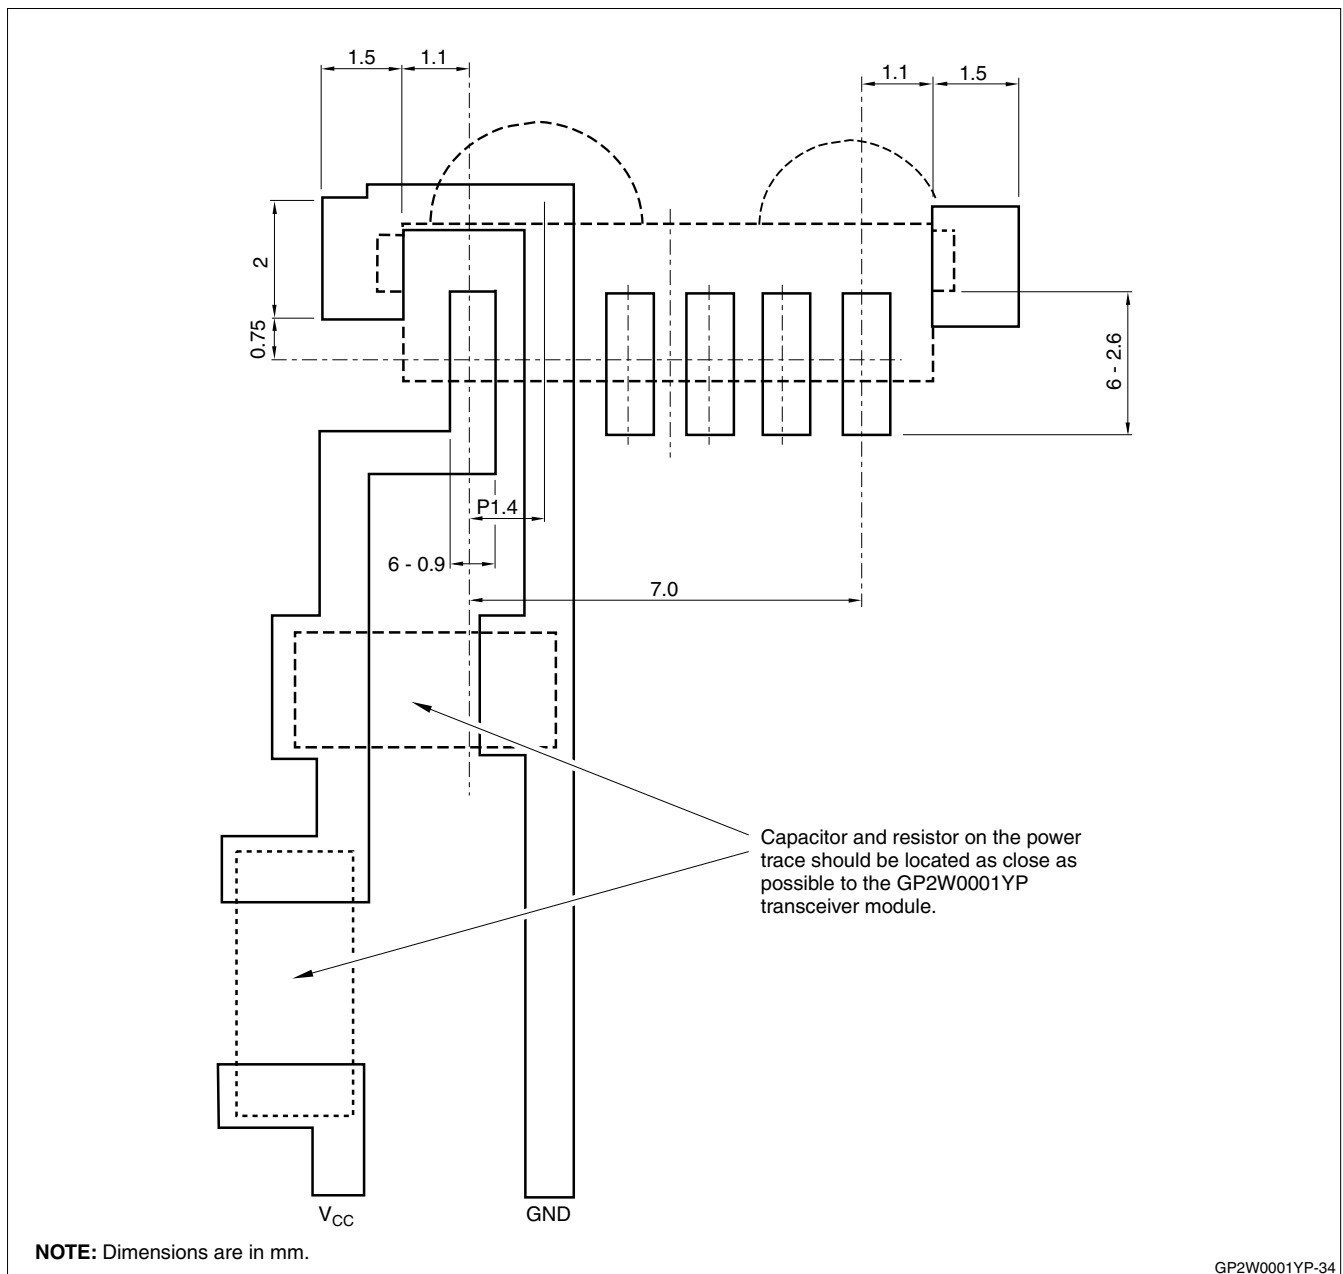 1.5
1.1
1.1
1.5
2
0.75
6 - 2.6
P1.4
6 - 0.9
7.0
Capacitor and resistor on the power
trace should be located as close as
possible to the GP2W0001YP
transceiver module.
VCC
GND
NOTE: Dimensions are in mm.
GP2W0001YP-34